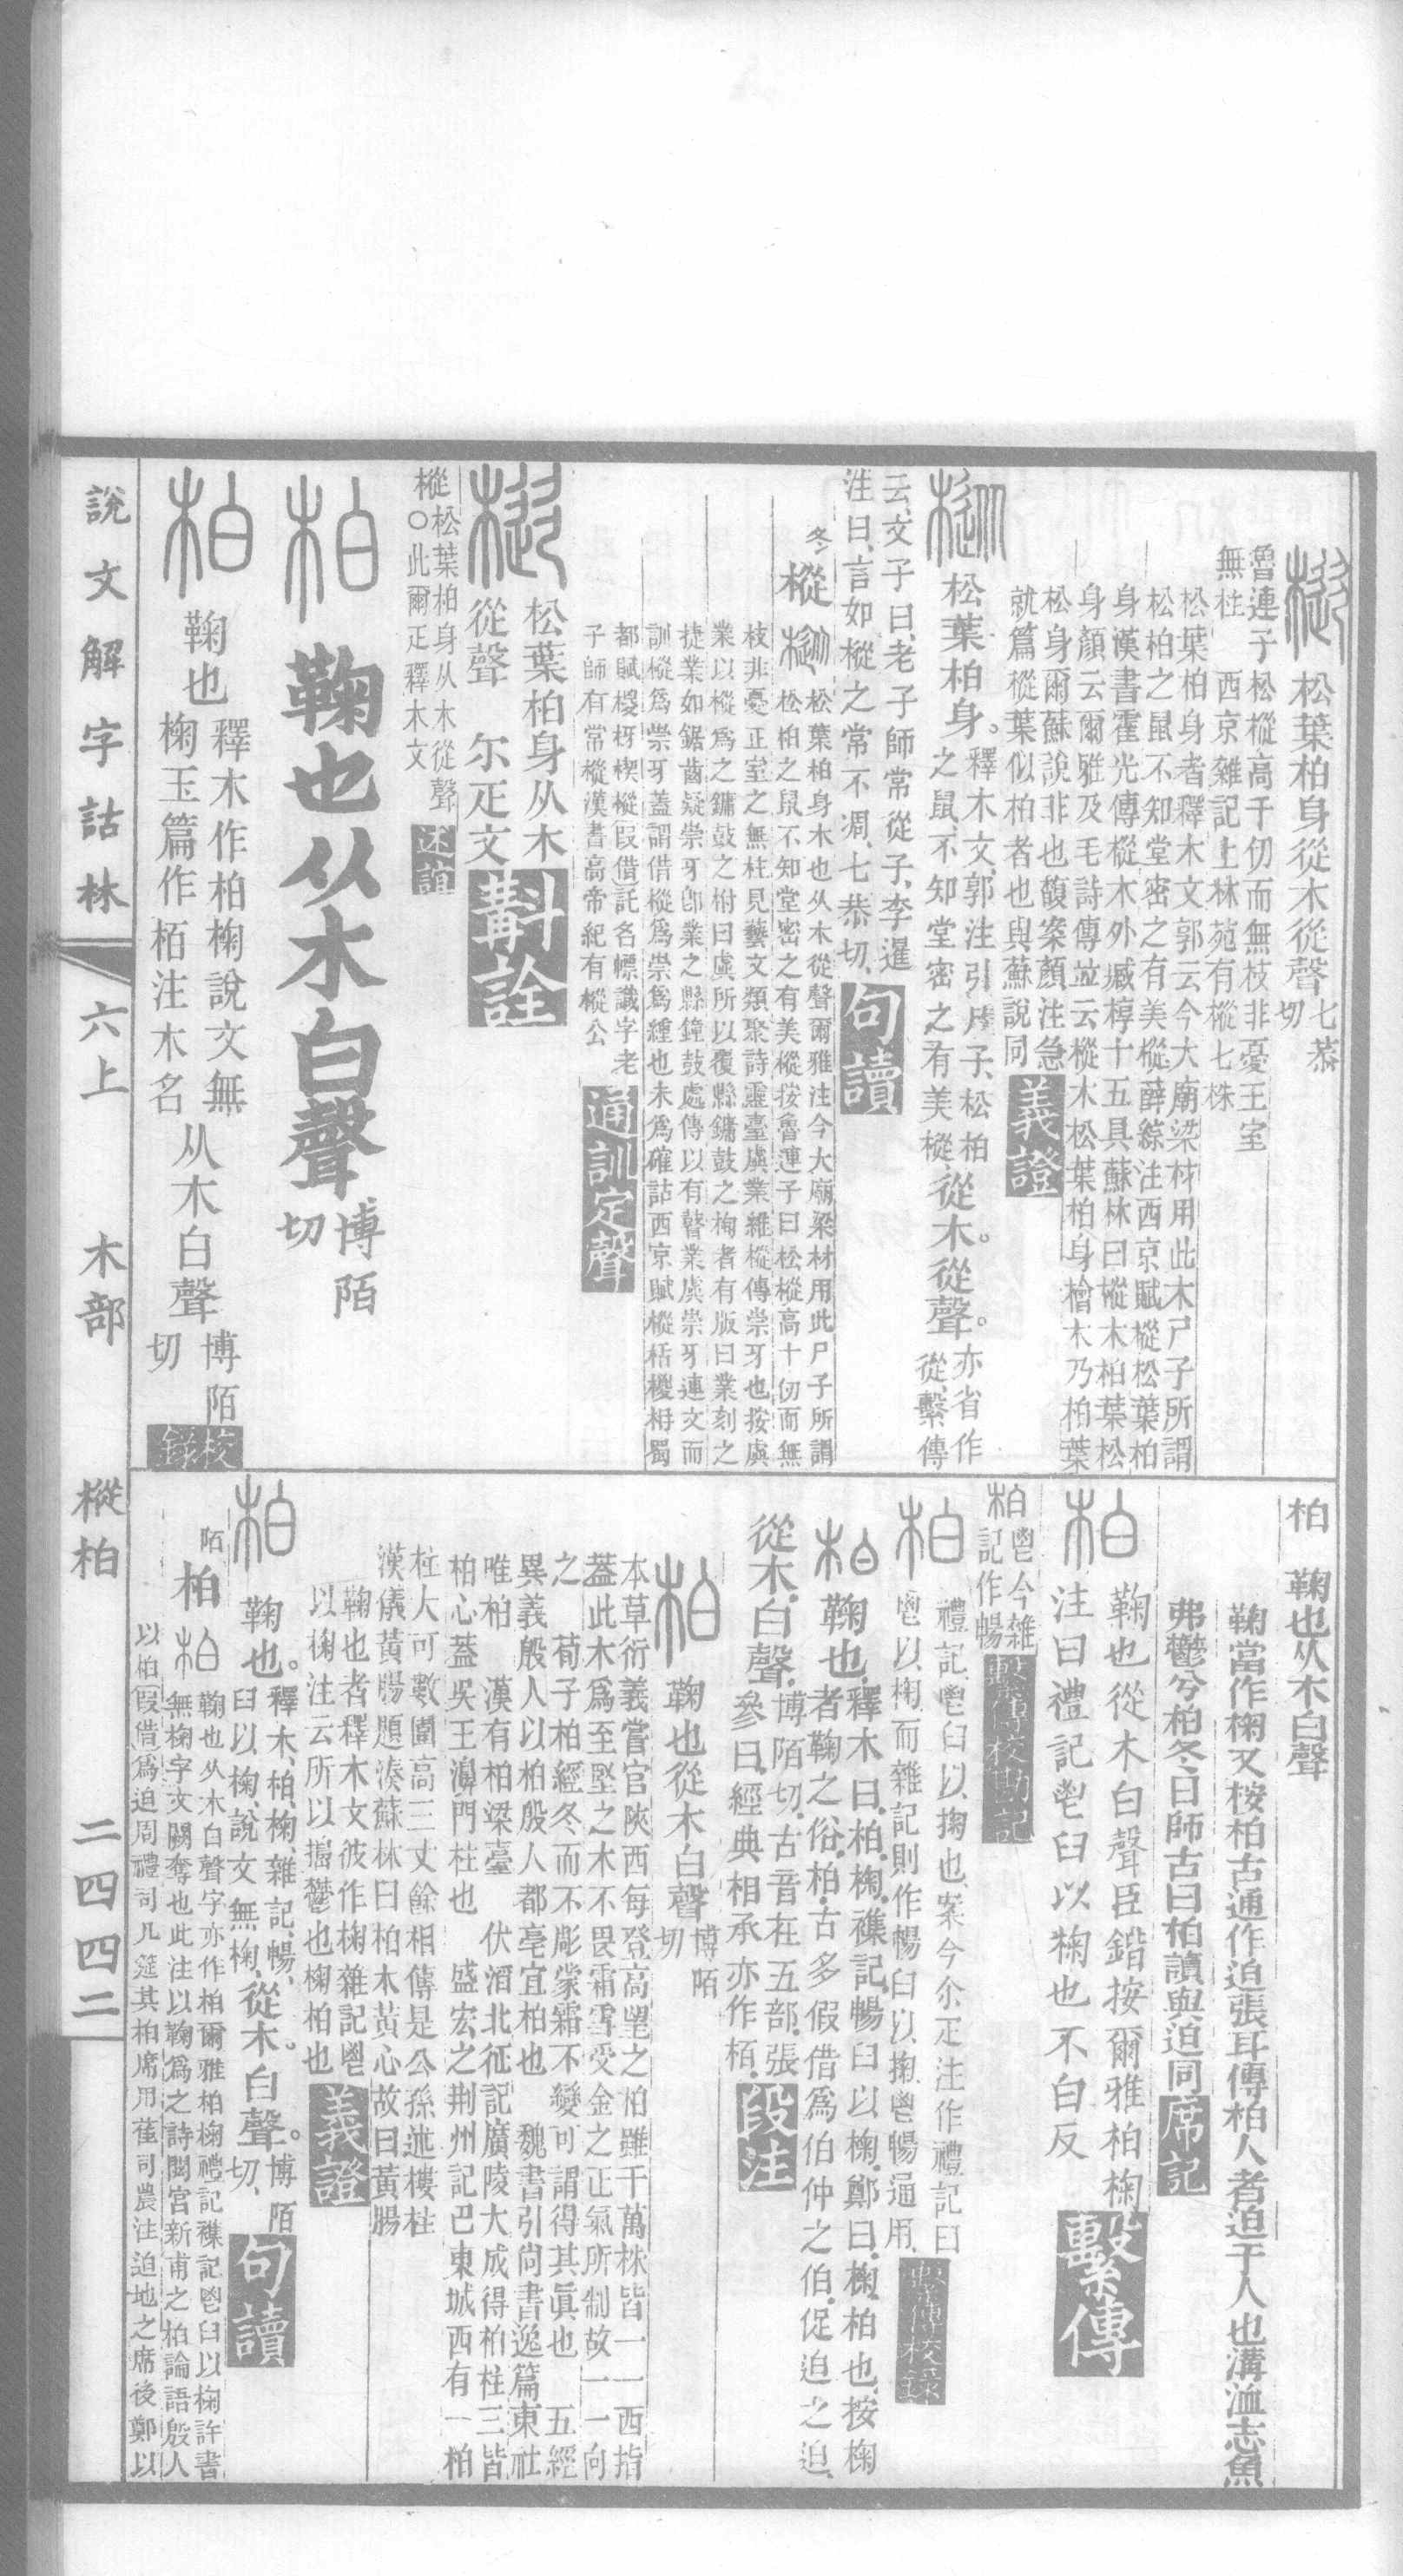 樅 松葉柏身從木從聲七恭切
魯連子松樅高千仞而無枝非憂王室
無柱　西京雜記上林苑有樅七株
松葉柏身者釋木文郭云今大廟梁材用此木尸子所謂
松柏之鼠不知堂密之有美樅薛綜注西京賦樅松葉柏
身漢書霍光傳樅木外臧椁十五具蘇林曰樅木柏葉松
身顏云爾雅及毛詩傳竝云樅木松葉柏身檜木乃柏葉
松身爾蘇說非也馥案顏注急
就篇樅葉似柏者也與蘇說同 義證
樅 松葉柏身。釋木文郭注引尸子、松柏之鼠、不知堂密之有美樅、從木。從聲。亦省作從、繫傳
云、文子曰、老子師常從子、李暹
注曰、言如樅之常不凋、七恭切、 句讀
冬 樅 樅 松葉柏身木也从木從聲爾雅注今大廟梁材用此尸子所謂
松柏之鼠不知堂密之有美樅按魯連子曰松樅高十仞而無
枝非憂正室之無柱見藝文類聚詩靈臺虡業維樅傳崇牙也按虡
業以樅爲之鏞鼓之柎曰虡所以覆縣鏞鼓之栒者有版曰業刻之
捷業如鋸齒疑崇牙卽業之縣鐘鼓處傳以有瞽業虡崇牙連文而
訓樅爲崇牙蓋謂借樅爲崇爲緟也未爲確詁西京賦樅栝椶枏蜀
都賦椶枒楔樅叚借託名幖識字老
子師有常樅漢書高帝紀有樅公 通訓定聲
樅 松葉柏身从木
從聲　尒疋文 斠詮
樅松葉柏身从木從聲
樅〇此爾疋釋木文 述誼
柏 鞠也从木白聲博陌切
柏 鞠也釋木作柏椈說文無椈玉篇作栢注木名从木白聲博陌切 校錄
柏 鞠也从木白聲
鞠當作椈又桉柏古通作迫張耳傳柏人者迫于人也溝洫志魚
弗鬱兮柏冬日師古曰柏讀與迫同 席記
柏 鞠也從木白聲臣鍇按爾雅柏椈
注曰禮記鬯臼以椈也不白反 繫傳
柏 鬯今雜
記作暢 繫傳校勘記
柏 禮記鬯臼以掬也、案今尒疋注作禮記曰
鬯以椈而雜記則作暢臼以掬鬯暢通用、 繫傳校錄
柏 鞠也、釋木曰、柏、椈、襍記、暢臼以椈、鄭曰、椈、柏也、按椈
者鞠之俗、柏、古多假借爲伯仲之伯、促迫之迫、
從木、白聲、博陌切、古音在五部、張
參曰、經典相承亦作栢、 段注
柏 鞠也從木白聲博陌切
本草衍義嘗官陝西每登高望之柏雖千萬株皆一一西指
蓋此木爲至堅之木不畏霜雪受金之正氣所制故一一向
之　荀子柏經冬而不彫蒙霜不變可謂得其眞也　五經
異義殷人以柏殷人都亳宜柏也　魏書引尚書逸篇東社
唯柏　漢有柏梁臺　伏滔北征記廣陵大成得柏柱三皆
柏心蓋吳王濞門柱也　盛宏之荆州記巴東城西有一柏
柱大可數圍高三丈餘相傳是公孫述樓柱
漢儀黃腸題湊蘇林曰柏木黃心故曰黃腸
鞠也者釋木文彼作椈雜記鬯
以椈注云所以擣鬱也椈柏也 義證
柏 鞠也。釋木、柏、椈、雜記、暢、
臼以椈、說文無椈、從木。白聲。博陌切、 句讀
陌 柏 柏 鞠也从木白聲字亦作栢爾雅柏椈禮記襍記鬯臼以椈許書
無椈字文闕奪也此注以鞠爲之詩閟宮新甫之柏論語殷人
以柏叚借爲迫周禮司几筵其柏席用萑司農注迫地之席後鄭以
說文解字詁林
六上
木部
樅柏
二四四二